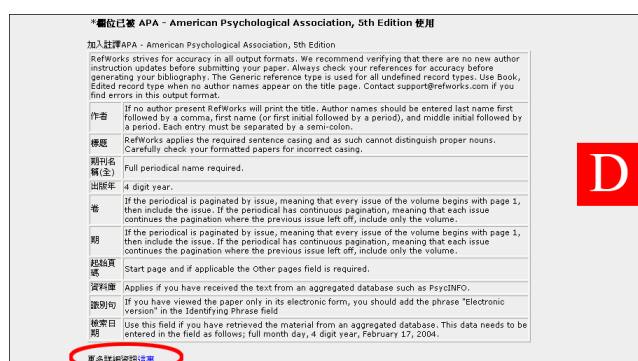 *欄位已被 APA - American Psychological Association, 5th Edition 使用
加入註譯APA - American Psychological Association, 5th Edition
RefWorks strives for accuracy in all output formats. We recommend verifying that there are no new author
instruction updates before submitting your paper. Always check your references for accuracy before
generating your bibliography. The Generic reference type is used for all undefined record types. Use Book,
Edited record type when no author names appear on the title page. Contact support@refworks.com if you
find errors in this output format.
作者
If no author present RefWorks will print the title. Author names should be entered last name first
followed by a comma, first name (or first initial followed by a period), and middle initial followed by
a period. Each entry must be separated by a semi-colon.
標題
RefWorks applies the required sentence casing and as such cannot distinguish proper nouns.
Carefully check your formatted papers for incorrect casing.
期刊名
稱(全)
Full periodical name required.
出版年
4 digit year.
卷
If the periodical is paginated by issue, meaning that every issue of the volume begins with page 1,
then include the issue. If the periodical has continuous pagination, meaning that each issue
continues the pagination where the previous issue left off, include only the volume.
期
If the periodical is paginated by issue, meaning that every issue of the volume begins with page 1,
then include the issue. If the periodical has continuous pagination, meaning that each issue
continues the pagination where the previous issue left off, include only the volume.
起始頁
碼
Start page and if applicable the Other pages field is required.
資料庫
Applies if you have received the text from an aggregated database such as PsycINFO.
識別句
If you have viewed the paper only in its electronic form, you should add the phrase "Electronic
version" in the Identifying Phrase field
檢索日
期
Use this field if you have retrieved the material from an aggregated database. This data needs to be
entered in the field as follows; full month day, 4 digit year, February 17, 2004.
D
更多詳細資訊